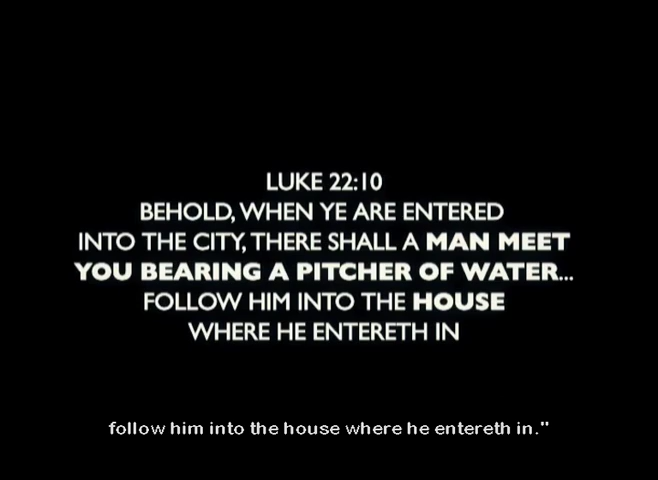 LUKE 22:10
BEHOLD, WHEN YE ARE ENTERED
INTO THE CITY, THERE SHALL A MAN MEET
YOU BEARING A PITCHER OF WATER...
FOLLOW HIM INTO THE HOUSE
WHERE HE ENTERETH IN
follow him into the house where he entereth in."